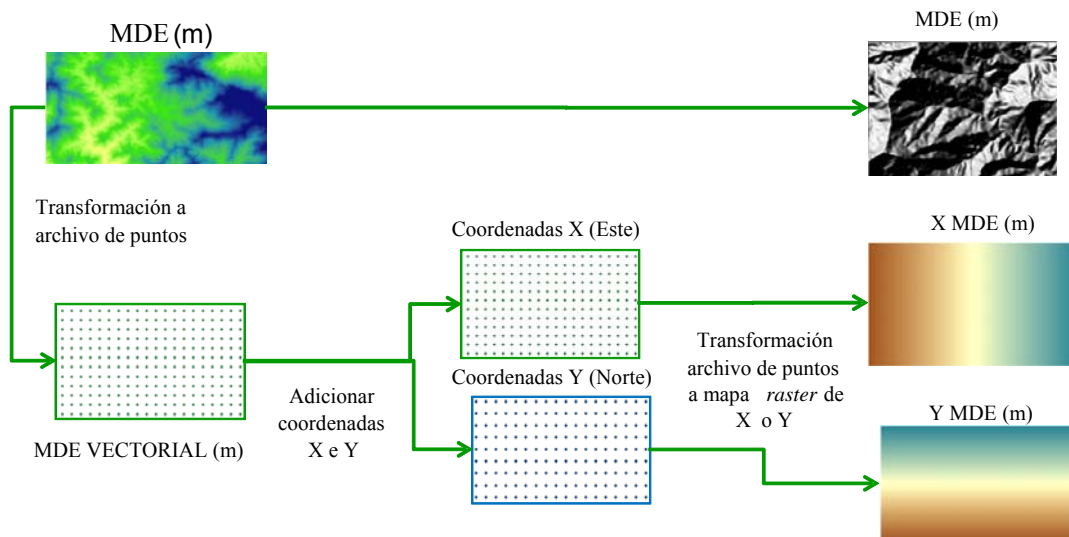 MDE (m)
MDE (m)
Transformación a
archivo de puntos
Coordenadas X (Este)
X MDE (m)
Coordenadas Y (Norte)
Transformación
archivo de puntos
a mapa raster de
X o Y
Adicionar
coordenadas
X e Y
MDE VECTORIAL (m)
Y MDE (m)